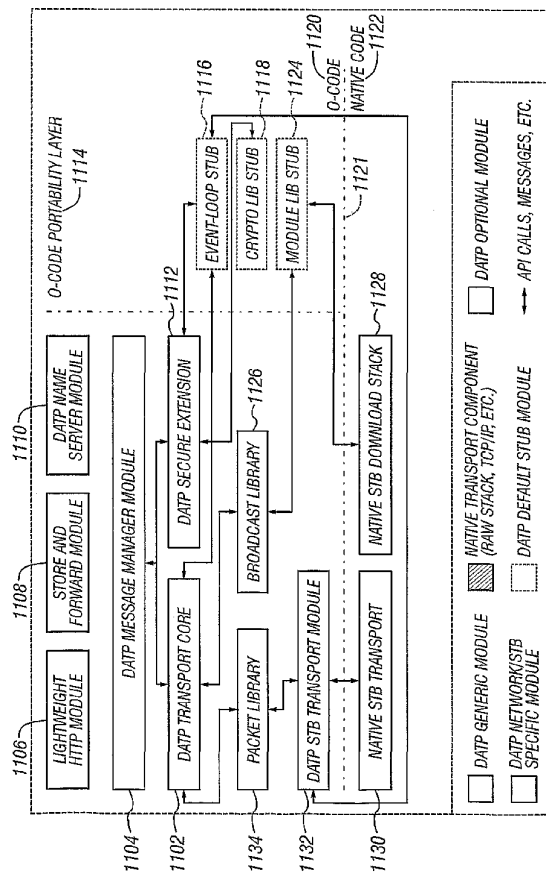 1106
LIGHTWEIGHT
HTTP MODULE
1108
STORE AND
FORWARD MODULE
1110
DATP NAME
SERVER MODULE
O-CODE PORTABILITY LAYER
1114
1104
DATP MESSAGE MANAGER MODULE
1102
DATP TRANSPORT CORE
DATP SECURE EXTENSION
1112
EVENT-LOOP STUB
1116
CRYPTO LIB STUB
1118
MODULE LIB STUB
1124
1134
PACKET LIBRARY
BROADCAST LIBRARY
1126
1132
DATP STB TRANSPORT MODULE
1121
O-CODE
1120
NATIVE CODE
1122
1130
NATIVE STB TRANSPORT
NATIVE STB DOWNLOAD STACK
1128
DATP GENERIC MODULE
DATP NETWORK/STB
SPECIFIC MODULE
NATIVE TRANSPORT COMPONENT
(RAW STACK, TCP/IP, ETC.)
DATP DEFAULT STUB MODULE
DATP OPTIONAL MODULE
API CALLS, MESSAGES, ETC.